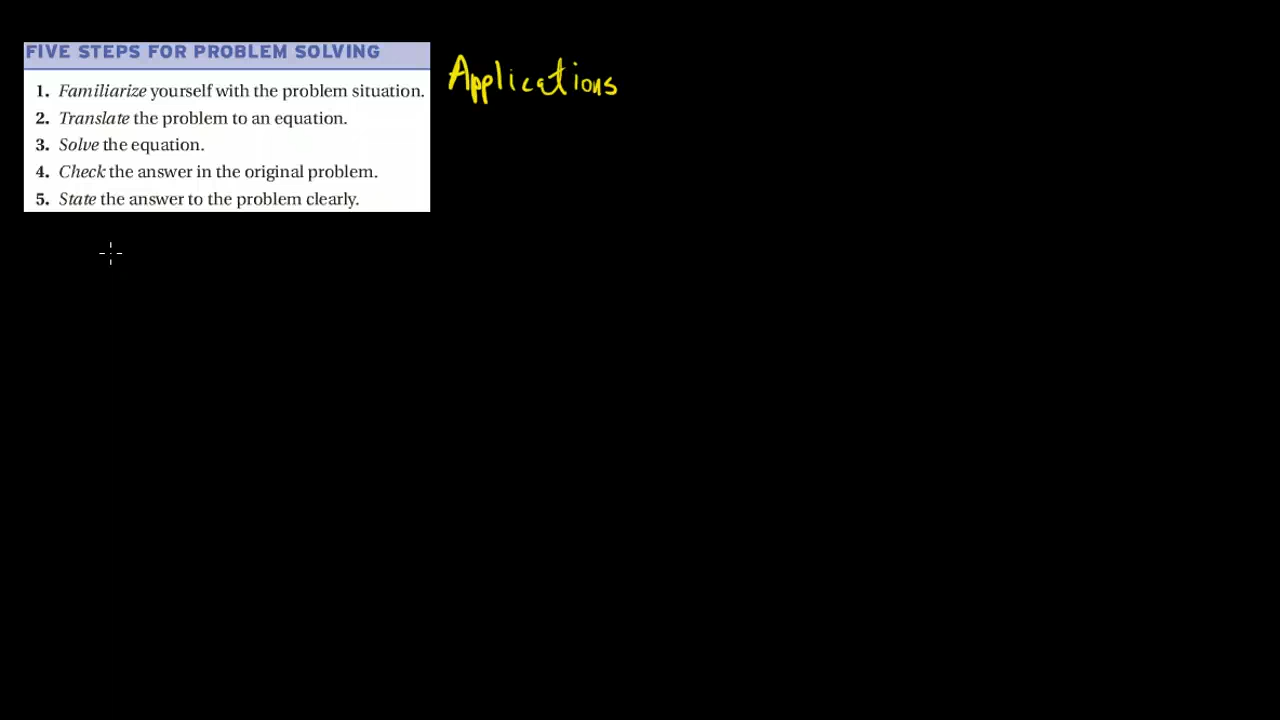 FIVE STEPS FOR PROBLEM SOLVING
Applications
1. Familiarize yourself with the problem situation.
2. Translate the problem to an equation.
3. Solve the equation.
4. Check the answer in the original problem.
5. State the answer to the problem clearly.